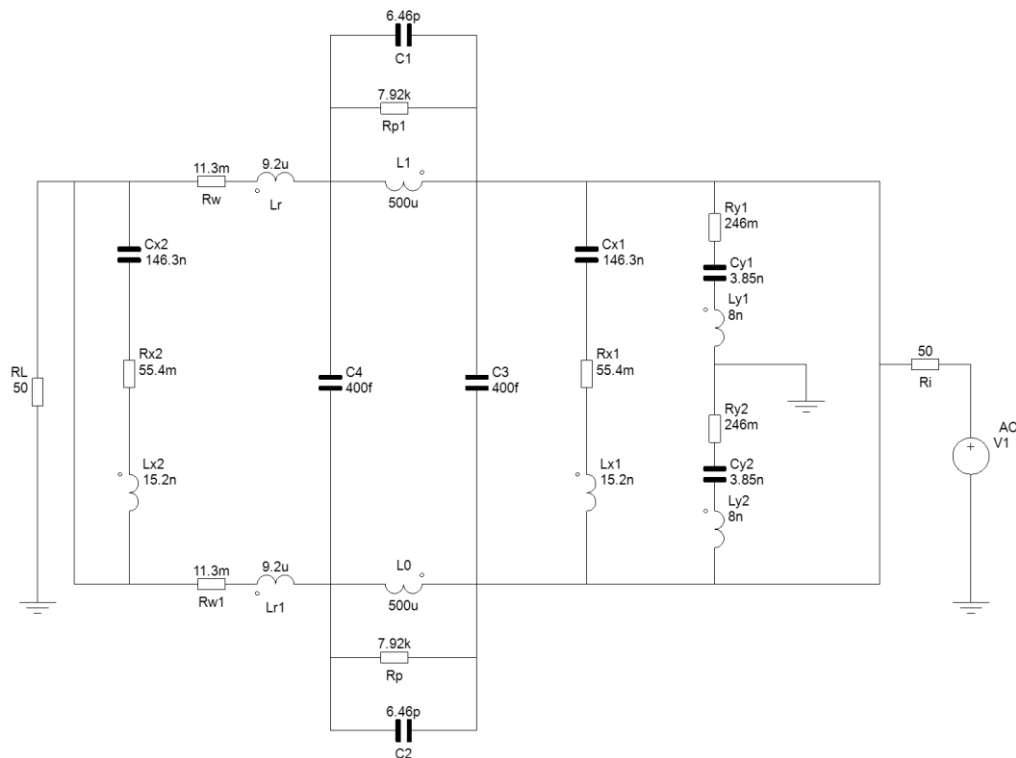 6.46p
C1
7.92k
Rp1
11.3m
Rw
9.2u
Lr
L1
500u
Cx2
146.3n
Rx2
55.4m
Lx2
15.2n
RL
50
C4
400f
C3
400f
Cx1
146.3n
Rx1
55.4m
Lx1
15.2n
Ry1
246m
Cy1
3.85n
Ly1
8n
Ry2
246m
Cy2
3.85n
Ly2
8n
50
Ri
AC
V1
+
11.3m
Rw1
9.2u
Lr1
L0
500u
7.92k
Rp
6.46p
C2